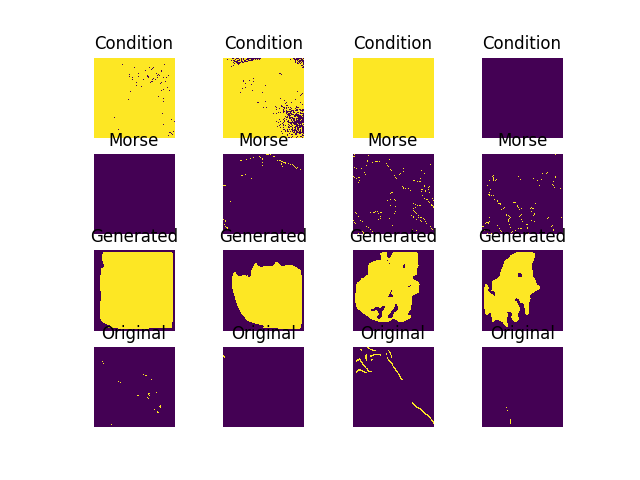 Condition Condition Condition Condition
Morse Morse Morse Morse
Generated Generated Generated Generated
Original Original Original Original